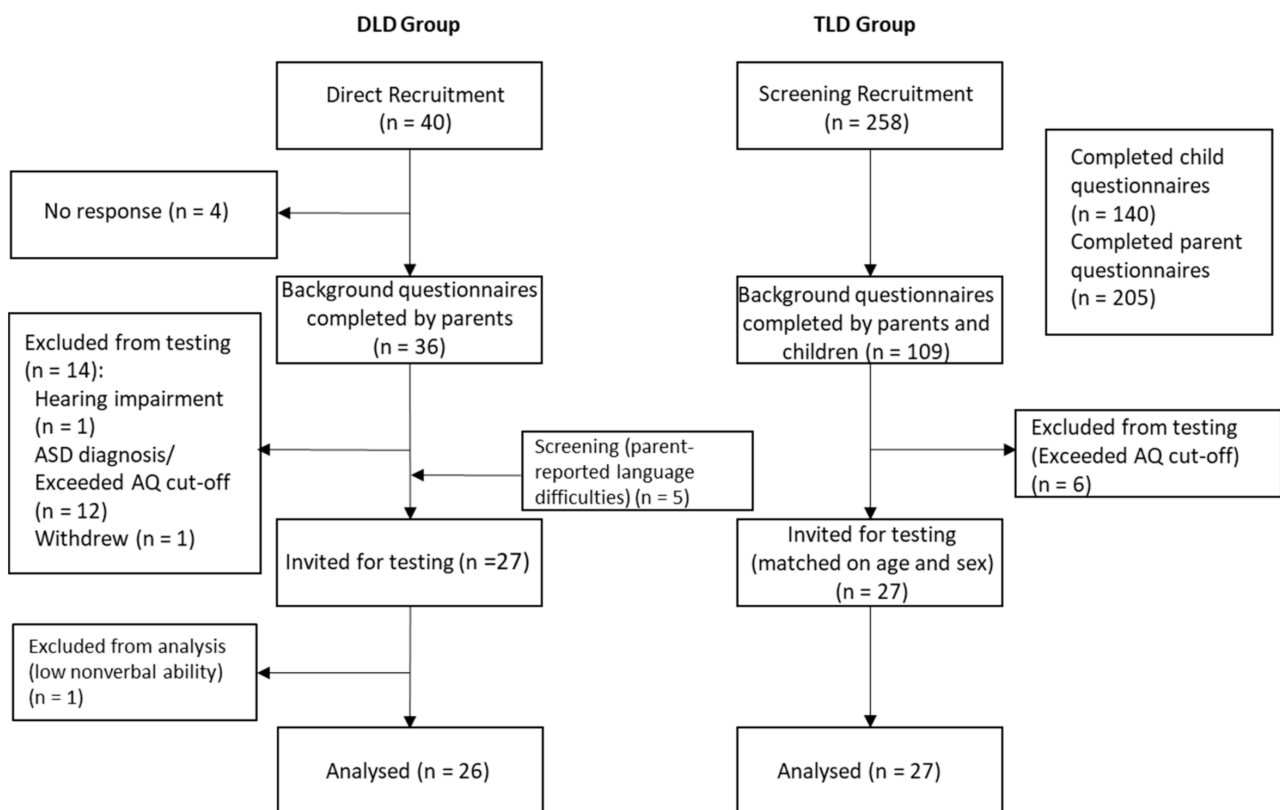 DLD Group
TLD Group
Direct Recruitment
(n = 40)
Screening Recruitment
(n = 258)
Completed child
questionnaires
(n = 140)
Completed parent
questionnaires
(n = 205)
No response (n = 4)
Background questionnaires
completed by parents
(n = 36)
Background questionnaires
completed by parents and
children (n = 109)
Excluded from testing
(n = 14):
Hearing impairment
(n = 1)
ASD diagnosis/
Exceeded AQ cut-off
(n = 12)
Withdrew (n = 1)
Screening (parent-
reported language
difficulties) (n = 5)
Excluded from testing
(Exceeded AQ cut-off)
(n = 6)
Invited for testing (n =27)
Invited for testing
(matched on age and sex)
(n = 27)
Excluded from analysis
(low nonverbal ability)
(n = 1)
Analysed (n = 26)
Analysed (n = 27)